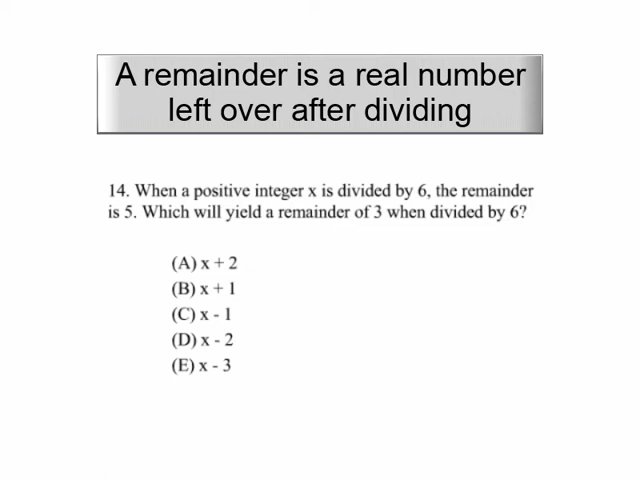 A remainder is a real number
left over after dividing
14. When a positive integer x is divided by 6, the remainder
is 5. Which will yield a remainder of 3 when divided by 6?
(A) x + 2
(B) x + 1
(C) x - 1
(D) x - 2
(E) x - 3